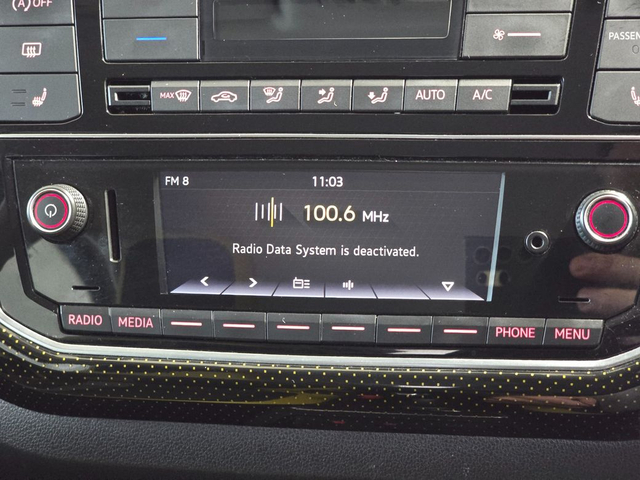 OFF
PASSEN
MAX
AUTO
A/C
FM 8
11:03
100.6 MHz
Radio Data System is deactivated.
RADIO
MEDIA
PHONE
MENU